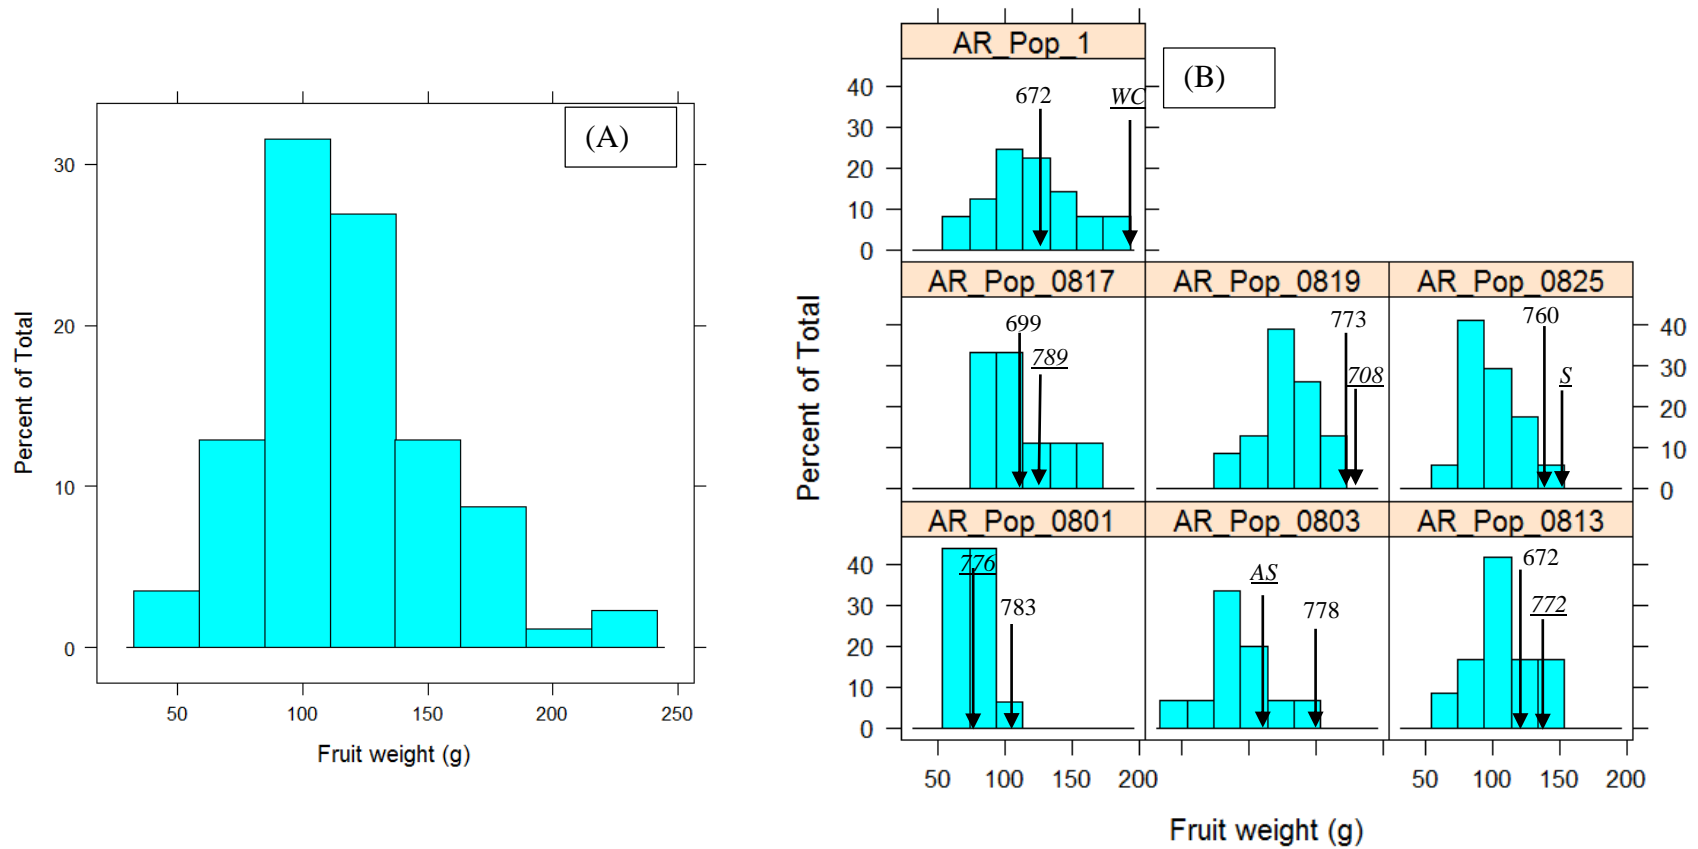 (A)
Percent of Total
30
20
10
0
50 100 150 200 250
Fruit weight (g)
(B)
Percent of Total
AR_Pop_1
40
30
20
10
0
672 WC
AR_Pop_0817 AR_Pop_0819 AR_Pop_0825
699 773 760
789 708 S
40
30
20
10
0
AR_Pop_0801 AR_Pop_0803 AR_Pop_0813
776 AS 672
783 778 772
40
30
20
10
0
50 100 150 200 50 100 150 200
Fruit weight (g)